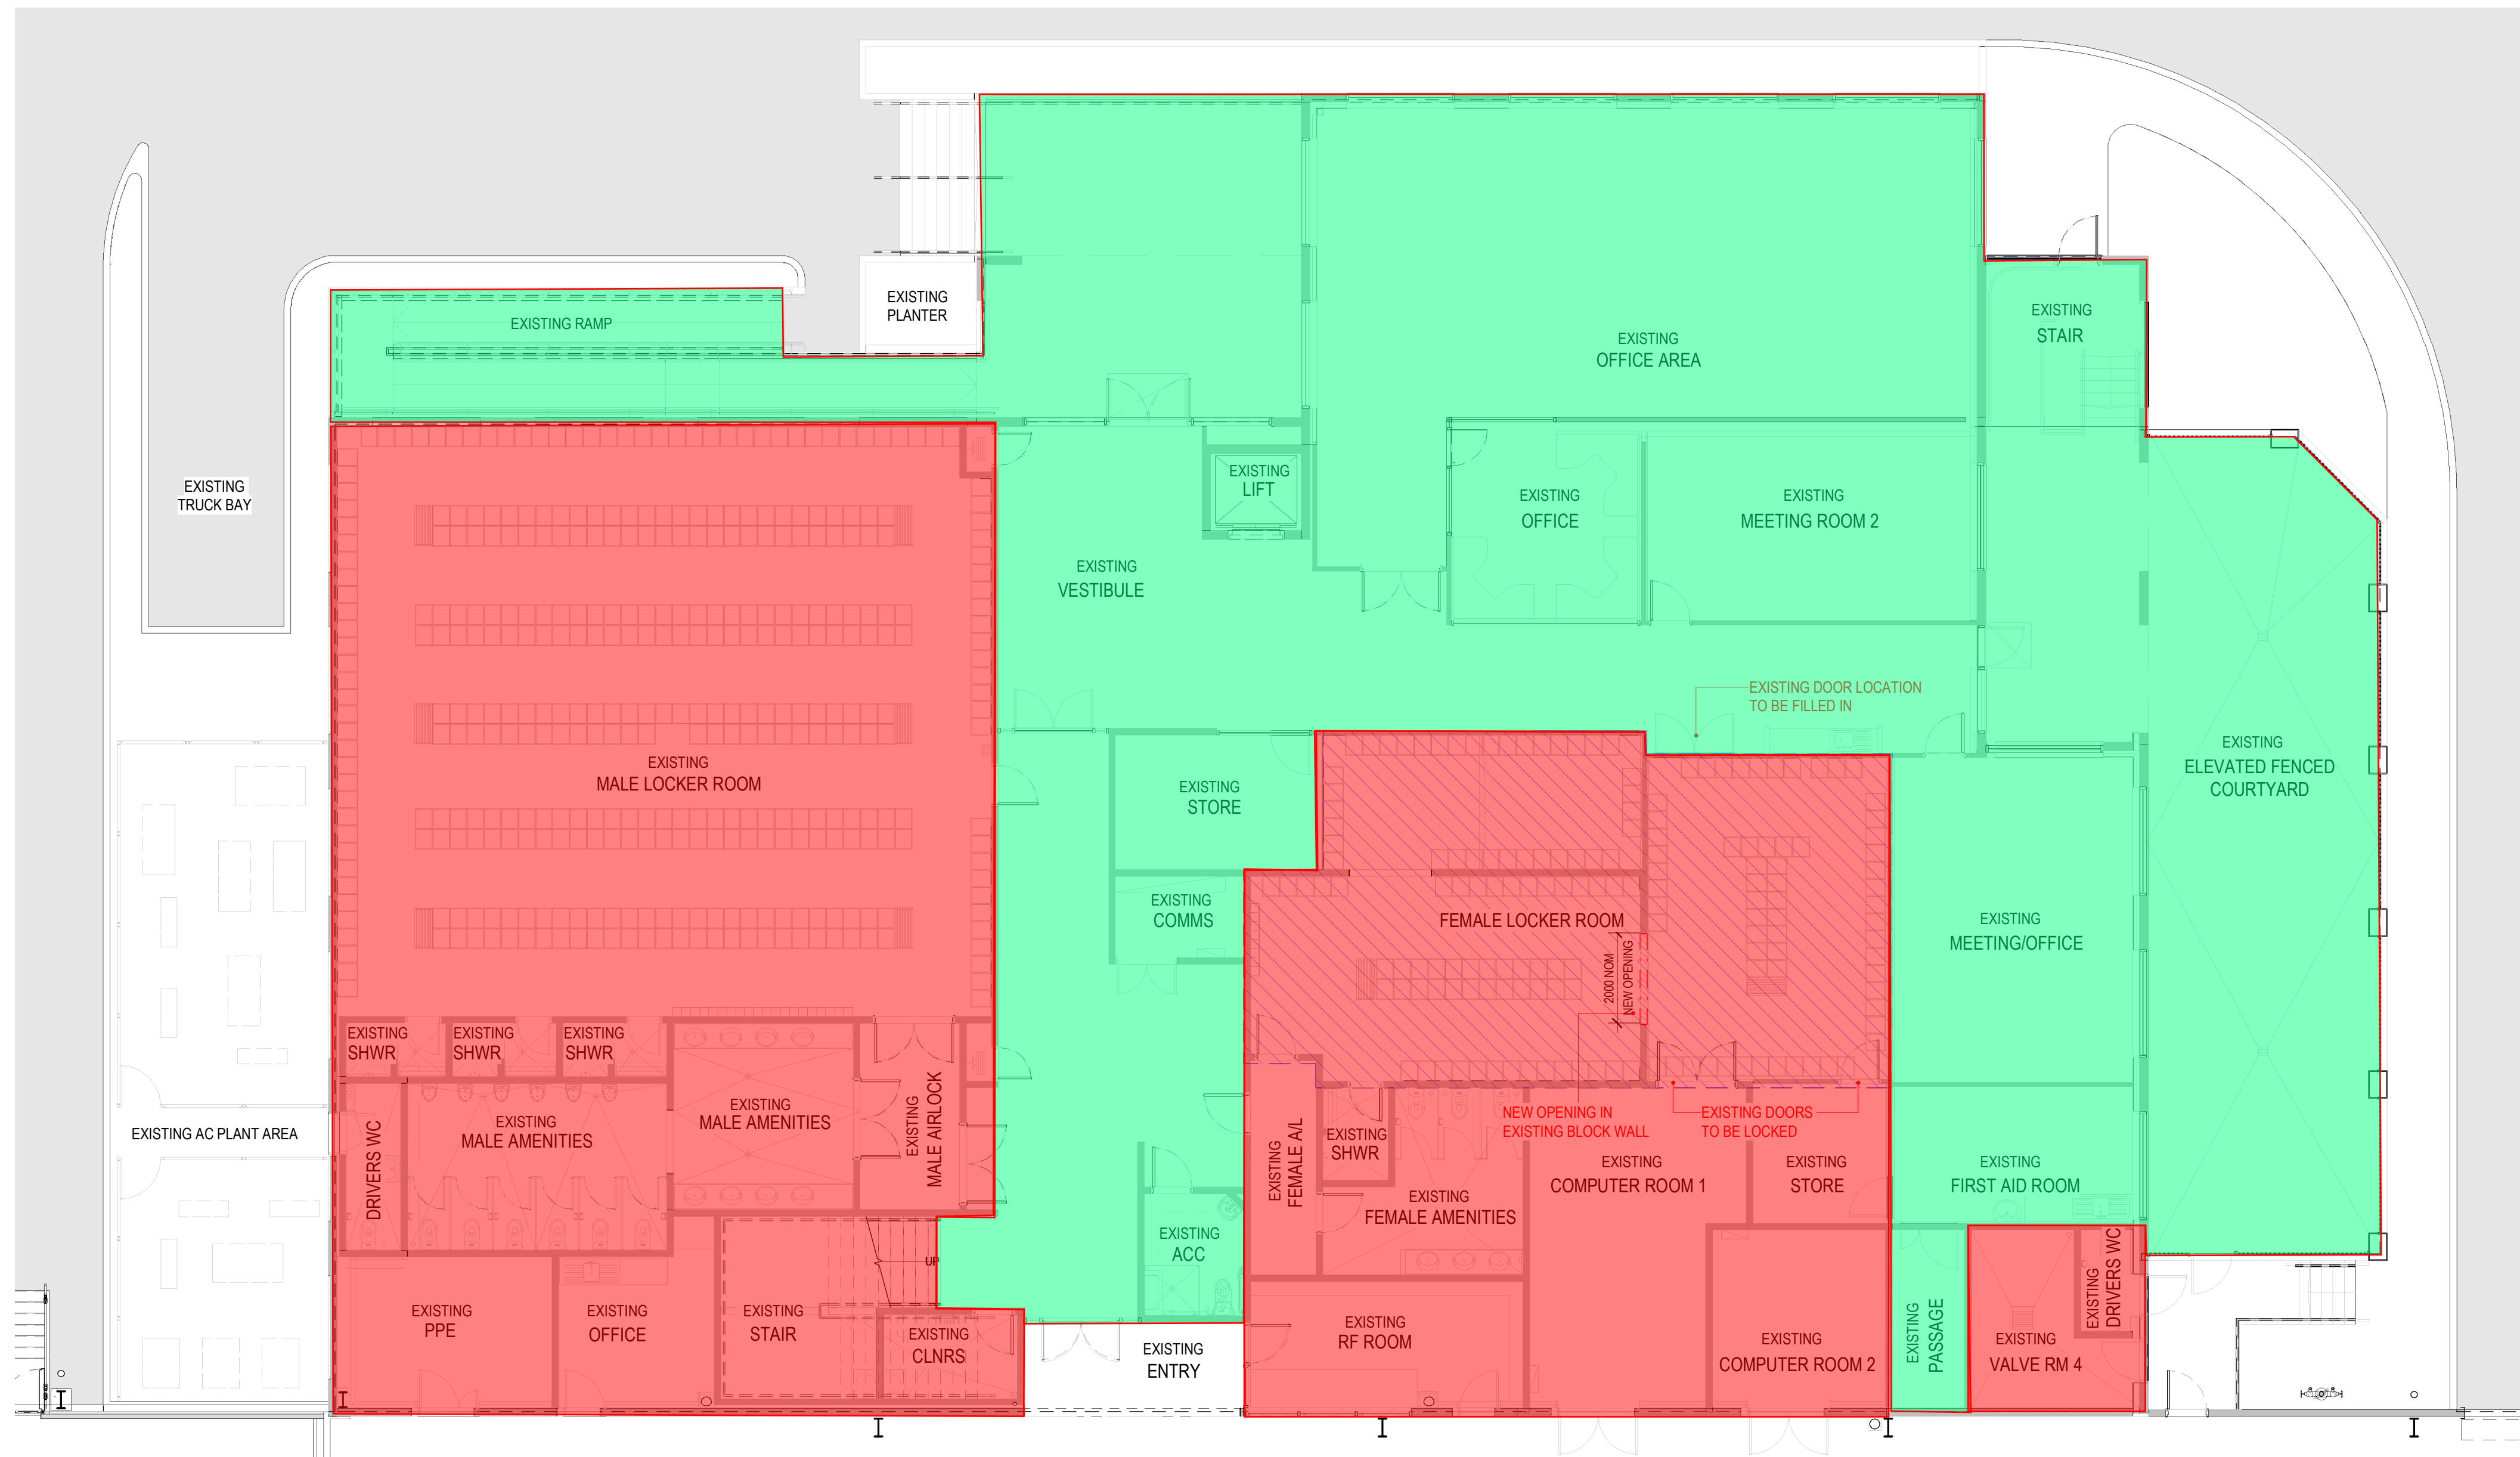 EXISTING
PLANTER
EXISTING RAMP
EXISTING
OFFICE AREA
EXISTING
STAIR
EXISTING
TRUCK BAY
EXISTING
LIFT
EXISTING
OFFICE
EXISTING
MEETING ROOM 2
EXISTING
VESTIBULE
EXISTING DOOR LOCATION
TO BE FILLED IN
EXISTING
MALE LOCKER ROOM
EXISTING
STORE
EXISTING
ELEVATED FENCED
COURTYARD
EXISTING
COMMS
FEMALE LOCKER ROOM
2000 NOM
NEW OPENING
EXISTING
MEETING/OFFICE
EXISTING
SHWR
EXISTING
SHWR
EXISTING
SHWR
EXISTING
MALE AMENITIES
EXISTING
MALE AMENITIES
EXISTING
MALE AIRLOCK
EXISTING AC PLANT AREA
DRIVERS WC
NEW OPENING IN
EXISTING BLOCK WALL
EXISTING DOORS
TO BE LOCKED
EXISTING
FEMALE A/L
EXISTING
SHWR
EXISTING
FEMALE AMENITIES
EXISTING
COMPUTER ROOM 1
EXISTING
STORE
EXISTING
FIRST AID ROOM
EXISTING
ACC
UP
EXISTING
PPE
EXISTING
OFFICE
EXISTING
STAIR
EXISTING
CLNRS
EXISTING
ENTRY
EXISTING
RF ROOM
EXISTING
COMPUTER ROOM 2
EXISTING
PASSAGE
EXISTING
VALVE RM 4
EXISTING
DRIVERS WC